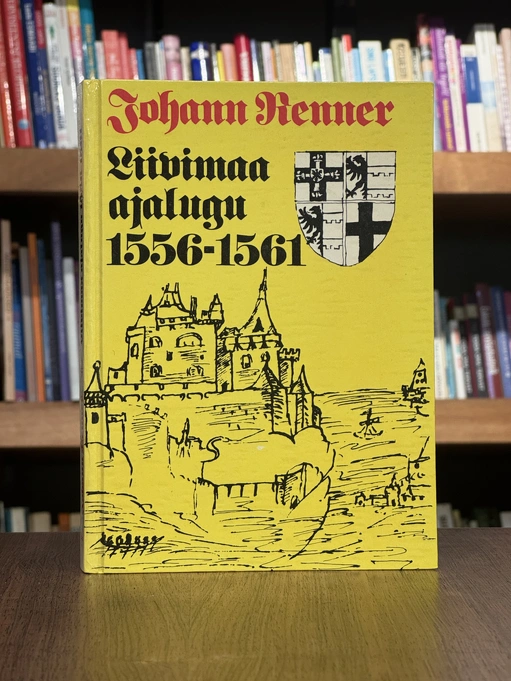 Johann Renner
Liivimaa
ajalugu
1556-1561